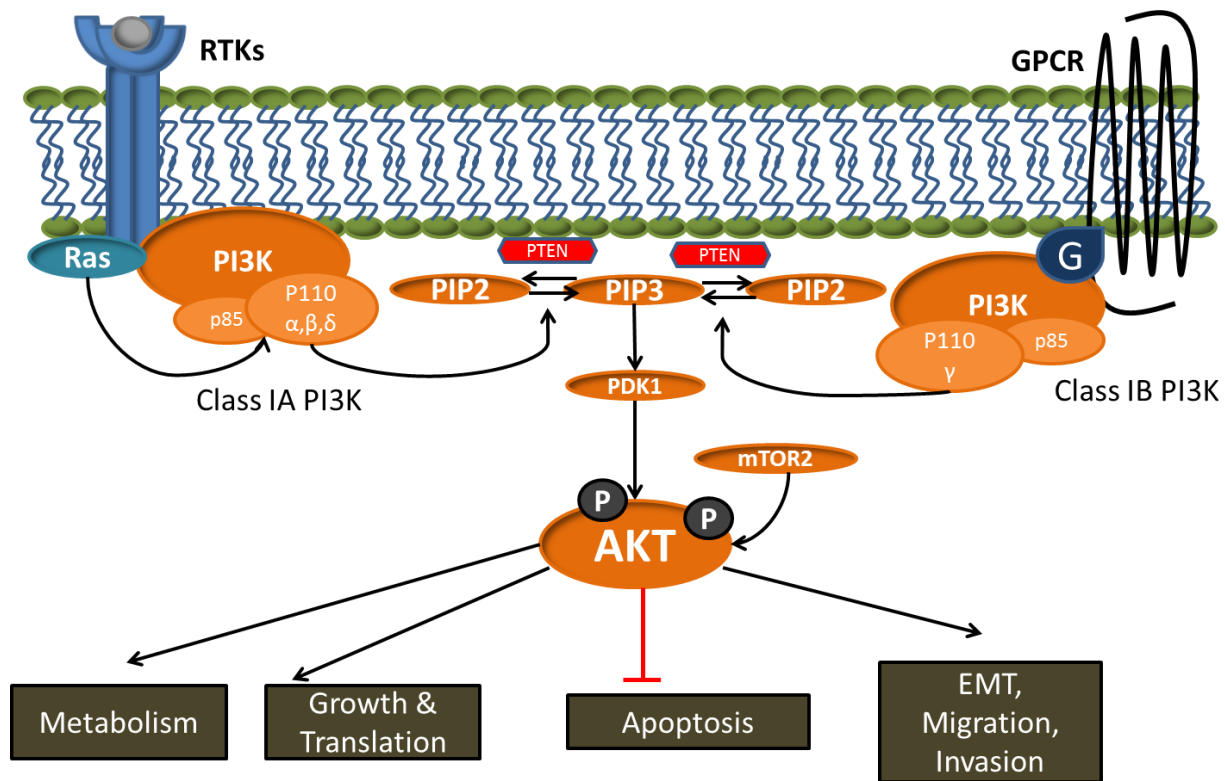 RTKs
GPCR
Ras
PI3K
p85
P110
α,β,δ
Class IA PI3K
PTEN
PTEN
PIP2
PIP3
PIP2
G
PI3K
P110
γ
p85
Class IB PI3K
PDK1
mTOR2
P
P
AKT
Metabolism
Growth &
Translation
Apoptosis
EMT,
Migration,
Invasion